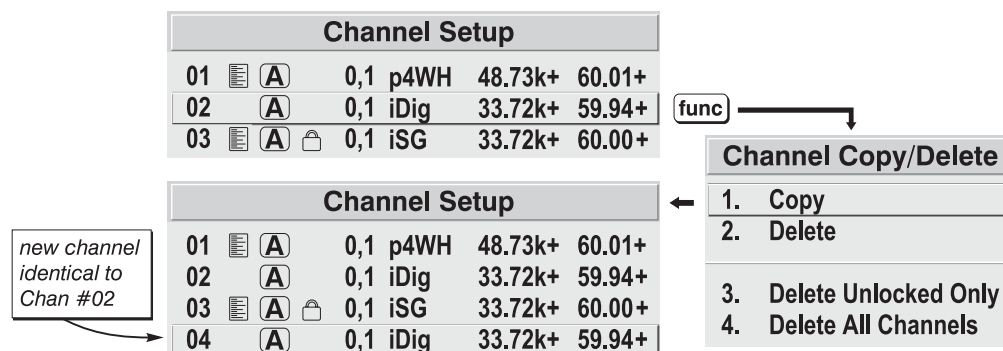 Channel Setup
01 A 0,1 p4WH 48.73k+ 60.01+
02 A 0,1 iDig 33.72k+ 59.94+
03 A 0,1 iSG 33.72k+ 60.00+
func
Channel Copy/Delete
1. Copy
2. Delete
3. Delete Unlocked Only
4. Delete All Channels
Channel Setup
01 A 0,1 p4WH 48.73k+ 60.01+
02 A 0,1 iDig 33.72k+ 59.94+
03 A 0,1 iSG 33.72k+ 60.00+
04 A 0,1 iDig 33.72k+ 59.94+
new channel
identical to
Chan #02